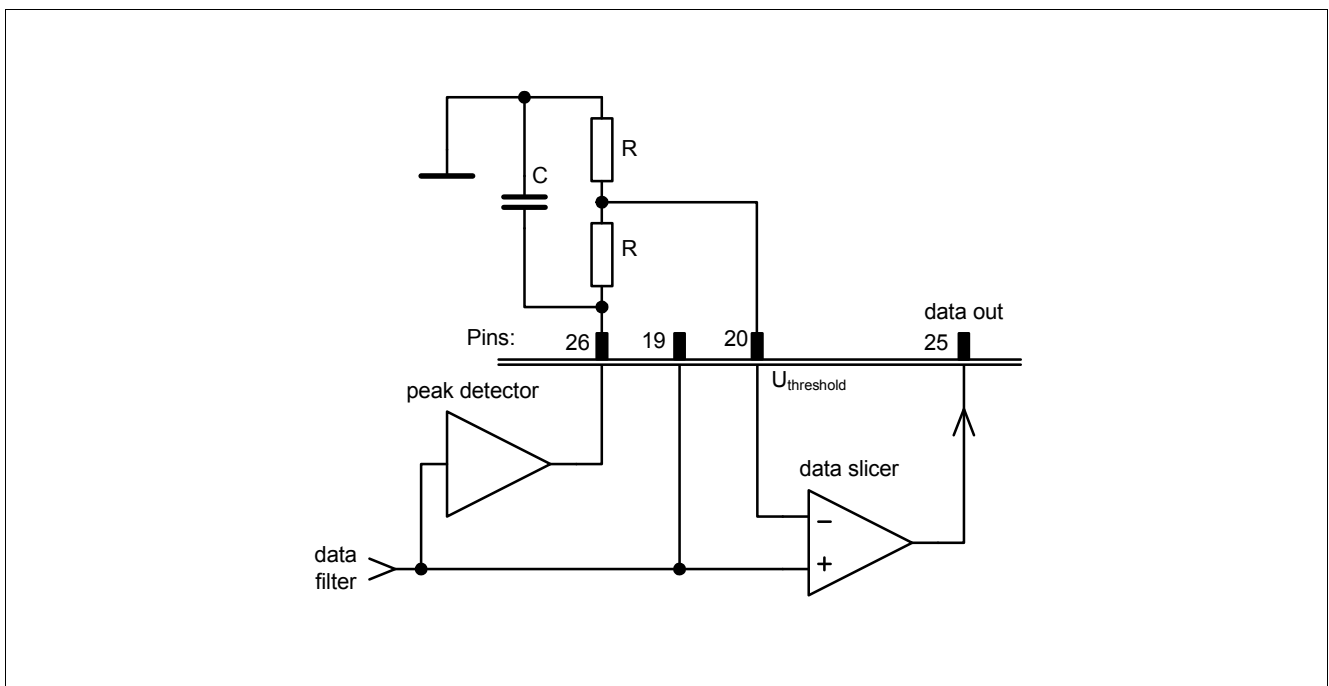 R
C
R
data out
Pins:
26
19
20
25
Uthreshold
peak detector
data slicer
−
+
data
filter